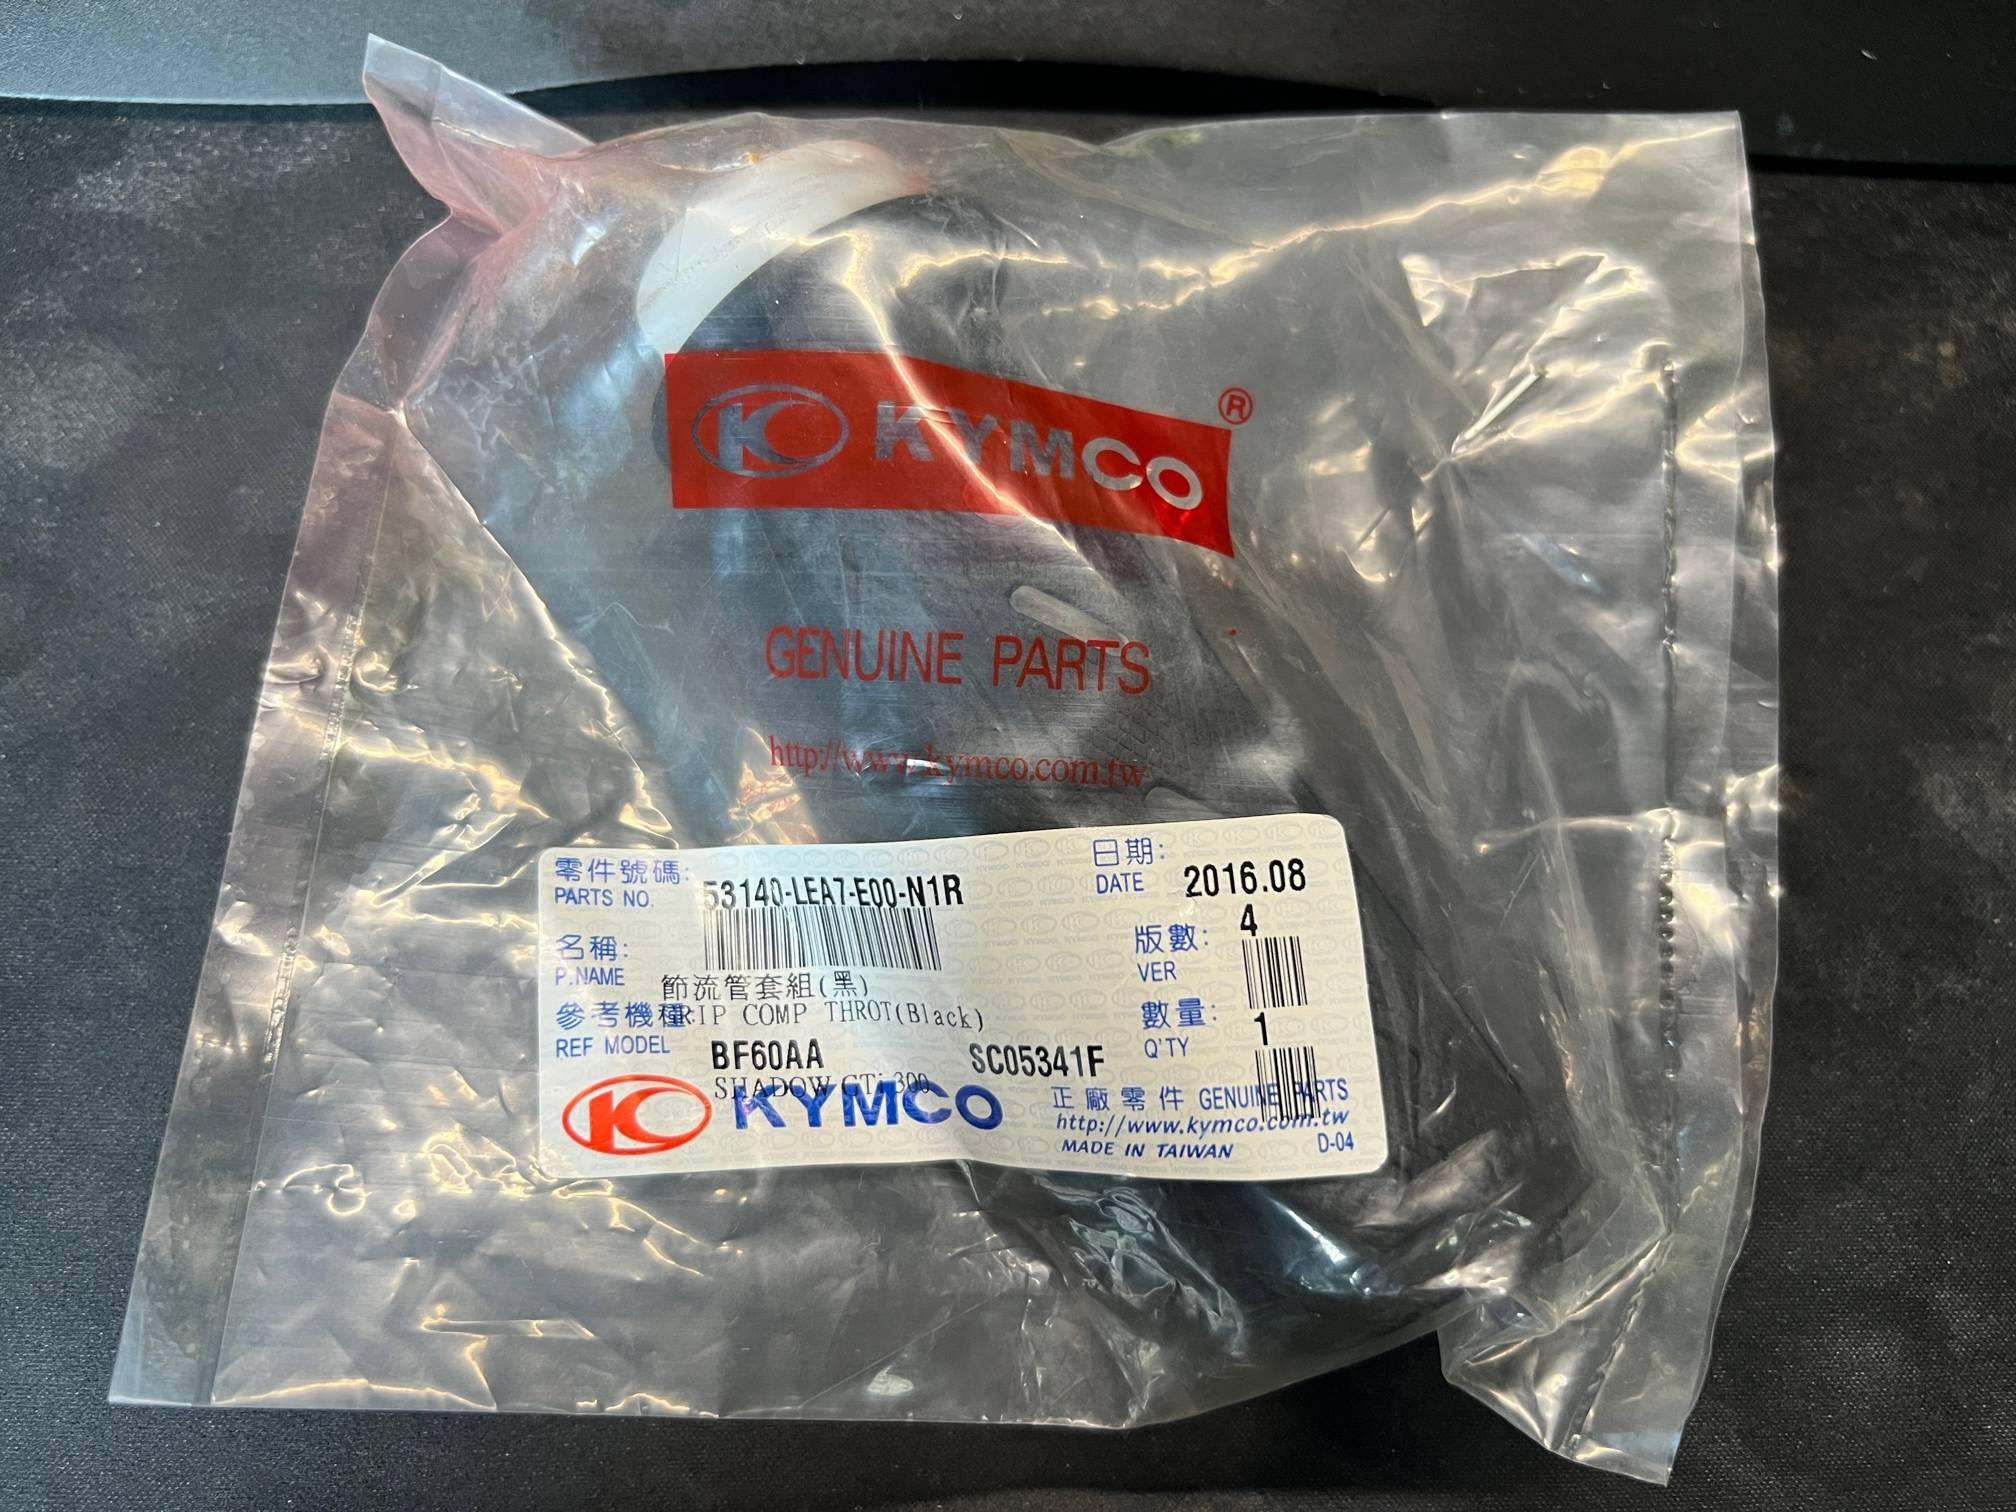 KYMCO ®
GENUINE PARTS
http://www.kymco.com.tw
零件號碼: 53140-LEA7-E00-N1R
PARTS NO.
日期: 2016.08
DATE
名稱:
P.NAME 節流管套組(黑)
版數: 4
VER
參考機種: GRIP COMP THROT(Black)
REF MODEL BF60AA SC05341F
數量: 1
Q'TY
SHADOW CTi 300
KYMCO
正廠零件 GENUINE PARTS
http://www.kymco.com.tw
MADE IN TAIWAN D-04